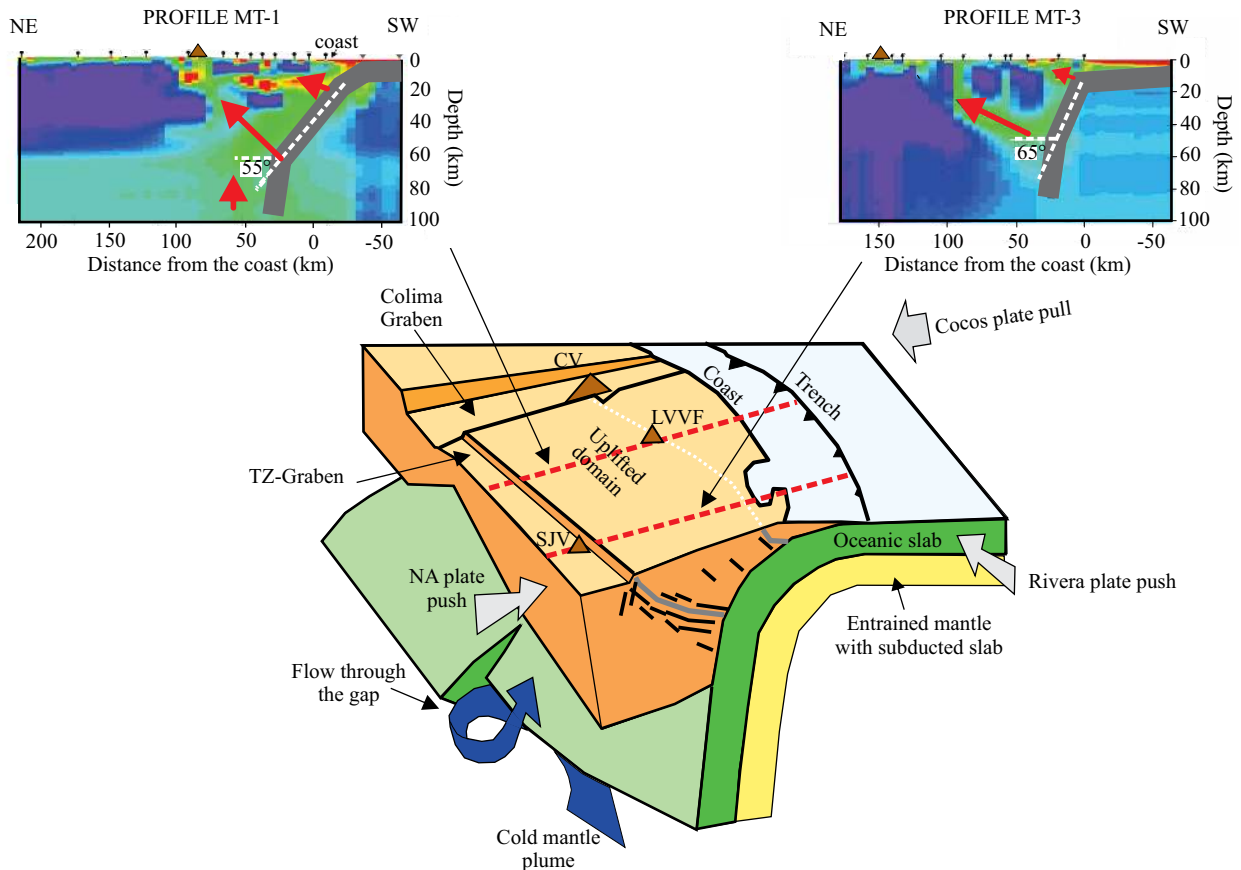 NE
PROFILE MT-1
SW
coast
0
20
40
60
80
100
Depth (km)
55°
200
150
100
50
0
-50
Distance from the coast (km)
NE
PROFILE MT-3
SW
0
20
40
60
80
100
Depth (km)
65°
150
100
50
0
-50
Distance from the coast (km)
Colima
Graben
Cocos plate pull
CV
Coast
Trench
LVVF
Uplifted
domain
TZ-Graben
SJV
Oceanic slab
NA plate
push
Rivera plate push
Entrained mantle
with subducted slab
Flow through
the gap
Cold mantle
plume